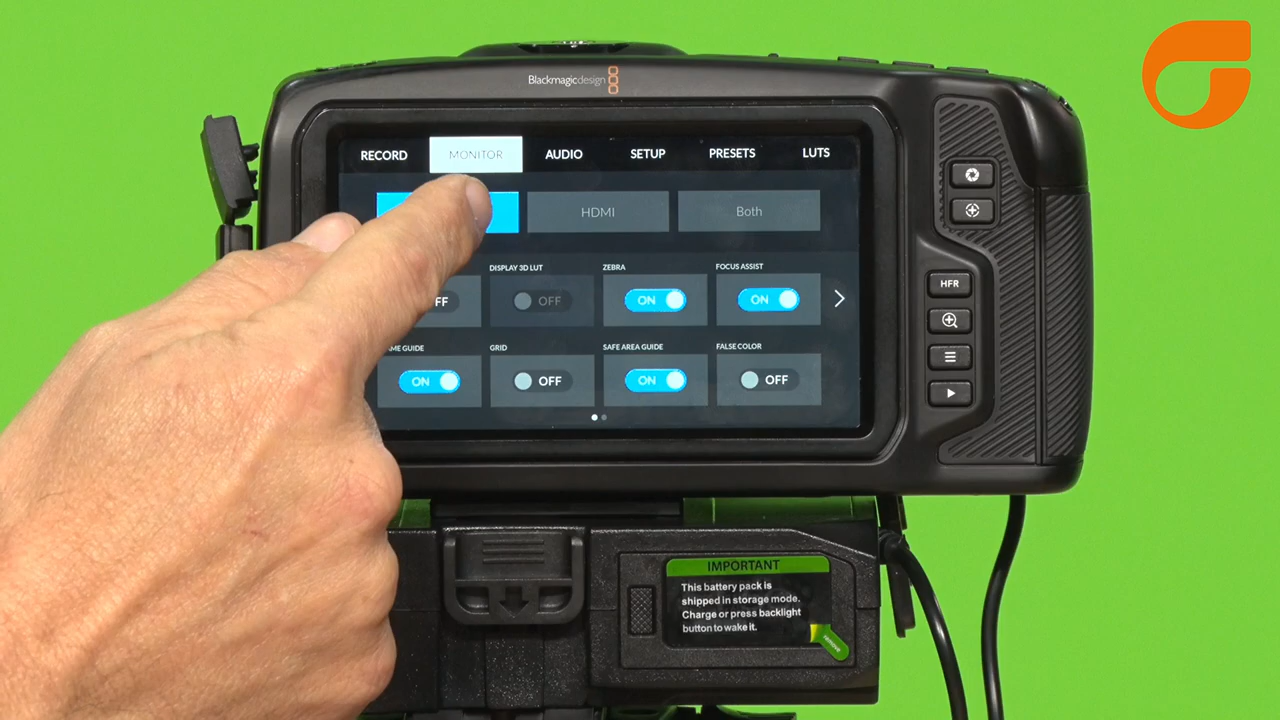 Blackmagicdesign
RECORD MONITOR AUDIO SETUP PRESETS LUTS
HDMI Both
DISPLAY 3D LUT ZEBRA FOCUS ASSIST
OFF ON ON
GRID SAFE AREA GUIDE FALSE COLOR
ON OFF ON OFF
HFR
IMPORTANT
This battery pack is
shipped in storage mode.
Charge or press backlight
button to wake it.